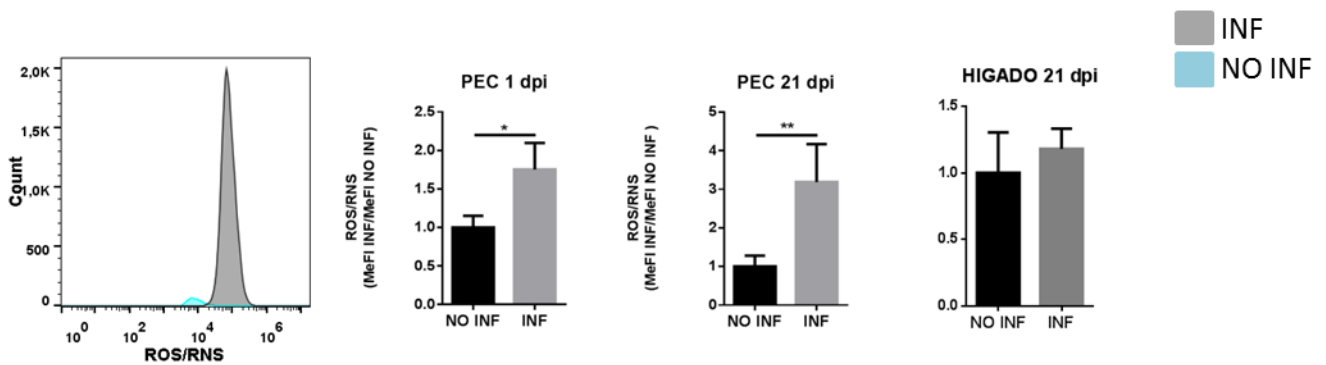 INF
NO INF
2,0K
1,5K
1,0K
500
0
Count
10^0 10^2 10^4 10^6
ROS/RNS
PEC 1 dpi
ROS/RNS
(MeFI INF/MeFI NO INF)
2.5
2.0
1.5
1.0
0.5
0.0
*
NO INF INF
PEC 21 dpi
ROS/RNS
(MeFI INF/MeFI NO INF )
5
4
3
2
1
0
**
NO INF INF
HIGADO 21 dpi
1.5
1.0
0.5
0.0
NO INF INF